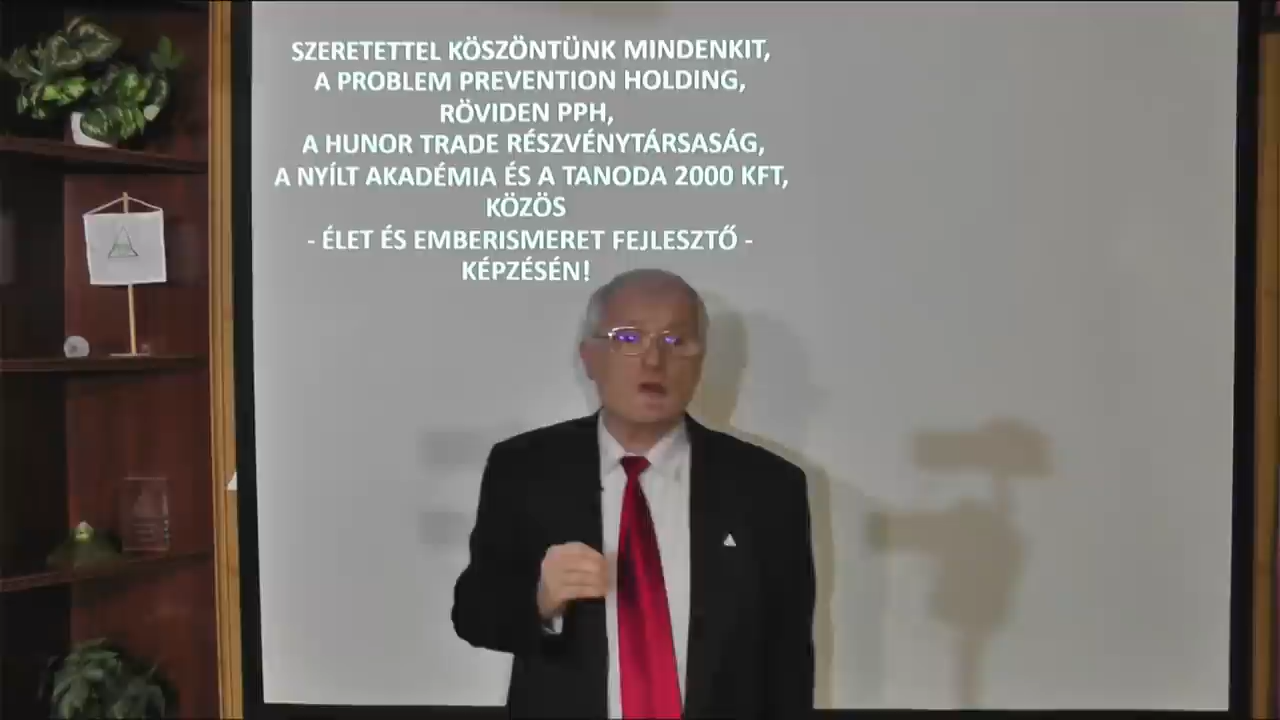 SZERETETTEL KÖSZÖNTÜNK MINDENKIT,
A PROBLEM PREVENTION HOLDING,
RÖVIDEN PPH,
A HUNOR TRADE RÉSZVÉNYTÁRSASÁG,
A NYÍLT AKADÉMIA ÉS A TANODA 2000 KFT,
KÖZÖS
- ÉLET ÉS EMBERISMERET FEJLESZTŐ -
KÉPZÉSÉN!